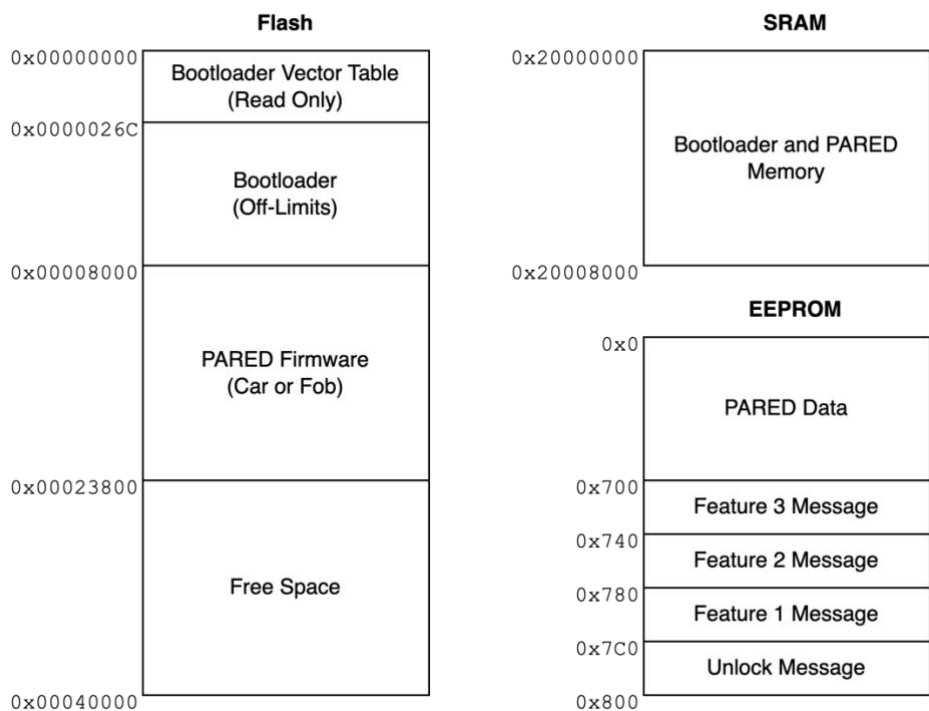 Flash
0x00000000
Bootloader Vector Table
(Read Only)
0x0000026C
Bootloader
(Off-Limits)
0x00008000
PARED Firmware
(Car or Fob)
0x00023800
Free Space
0x00040000
SRAM
0x20000000
Bootloader and PARED
Memory
0x20008000
EEPROM
0x0
PARED Data
0x700
Feature 3 Message
0x740
Feature 2 Message
0x780
Feature 1 Message
0x7C0
Unlock Message
0x800